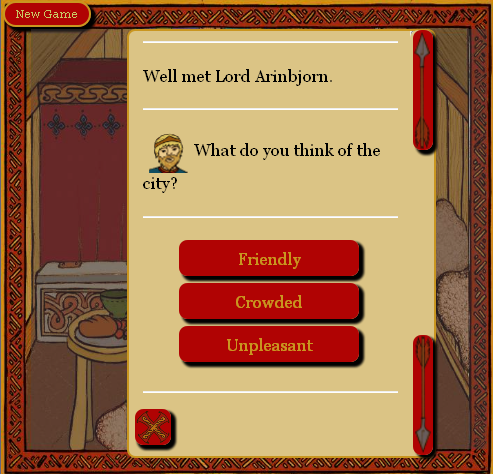 New Game
Well met Lord Arinbjorn.
What do you think of the
city?
Friendly
Crowded
Unpleasant